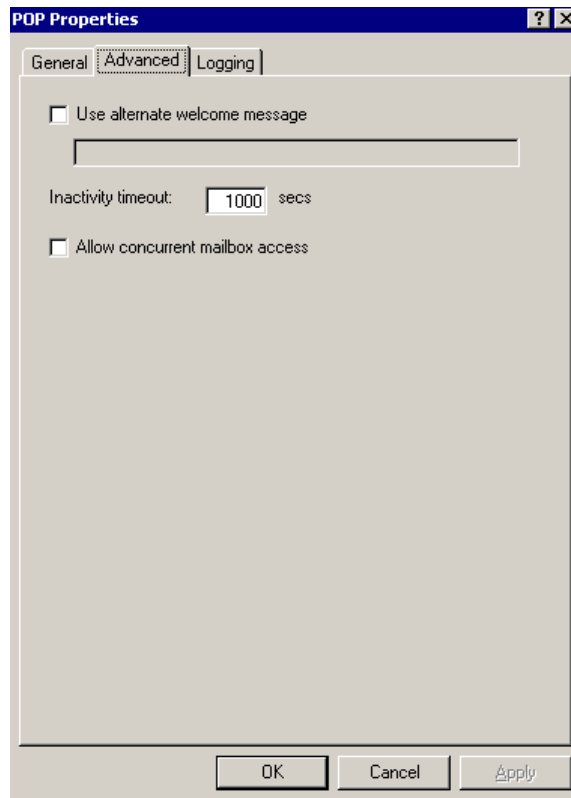 POP Properties
General Advanced Logging
Use alternate welcome message
Inactivity timeout: 1000 secs
Allow concurrent mailbox access
OK Cancel Apply